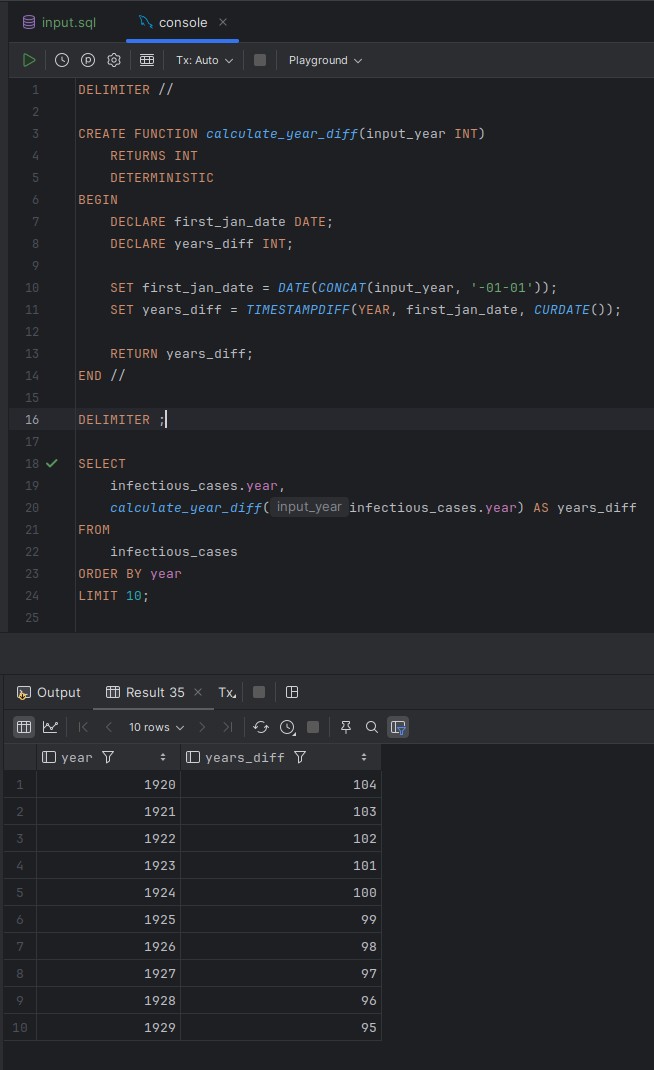 input.sql console
Tx: Auto Playground
1 DELIMITER //
2
3 CREATE FUNCTION calculate_year_diff(input_year INT)
4 RETURNS INT
5 DETERMINISTIC
6 BEGIN
7 DECLARE first_jan_date DATE;
8 DECLARE years_diff INT;
9
10 SET first_jan_date = DATE(CONCAT(input_year, '-01-01'));
11 SET years_diff = TIMESTAMPDIFF(YEAR, first_jan_date, CURDATE());
12
13 RETURN years_diff;
14 END //
15
16 DELIMITER ;
17
18 SELECT
19 infectious_cases.year,
20 calculate_year_diff( input_year infectious_cases.year) AS years_diff
21 FROM
22 infectious_cases
23 ORDER BY year
24 LIMIT 10;
25
Output Result 35 Tx
10 rows
year years_diff
1 1920 104
2 1921 103
3 1922 102
4 1923 101
5 1924 100
6 1925 99
7 1926 98
8 1927 97
9 1928 96
10 1929 95